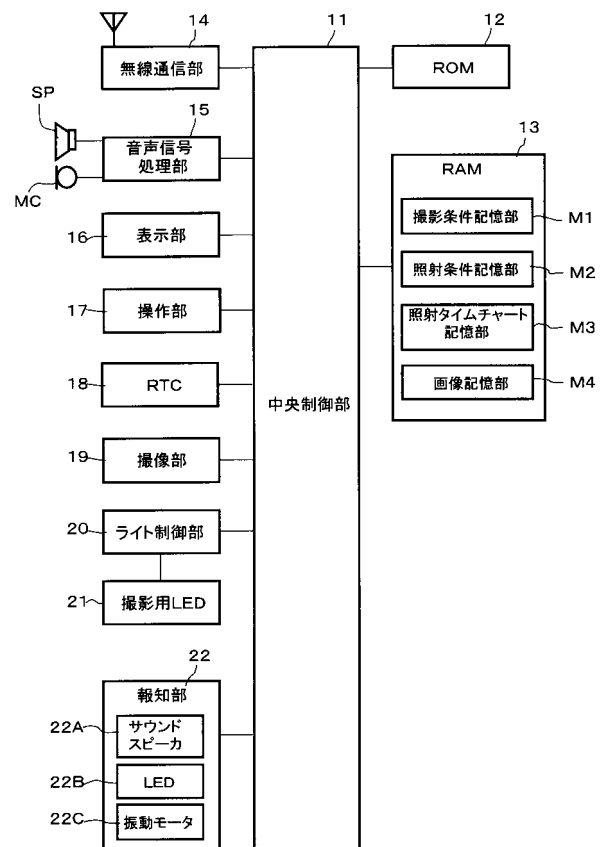 14
無線通信部
SP
15
音声信号
処理部
MC
16
表示部
17
操作部
18
RTC
19
撮像部
20
ライト制御部
21
撮影用LED
22
報知部
22A
サウンド
スピーカ
22B
LED
22C
振動モータ
11
中央制御部
12
ROM
13
RAM
撮影条件記憶部
M1
照射条件記憶部
M2
照射タイムチャート
記憶部
M3
画像記憶部
M4